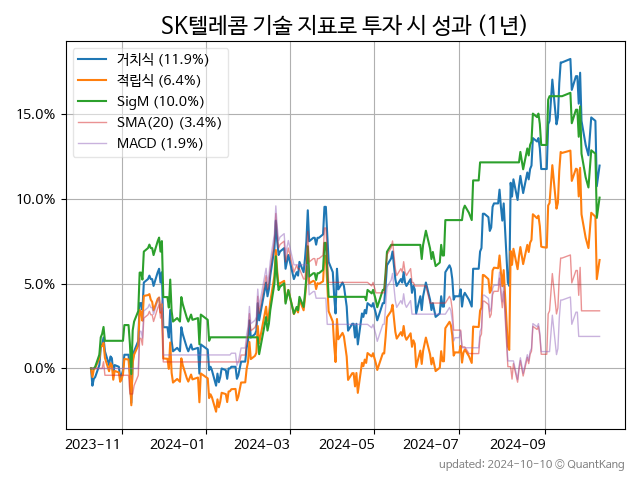 SK텔레콤 기술 지표로 투자 시 성과 (1년)
거치식 (11.9%)
적립식 (6.4%)
SigM (10.0%)
SMA(20) (3.4%)
MACD (1.9%)
15.0%
10.0%
5.0%
0.0%
2023-11 2024-01 2024-03 2024-05 2024-07 2024-09
updated: 2024-10-10 © QuantKang